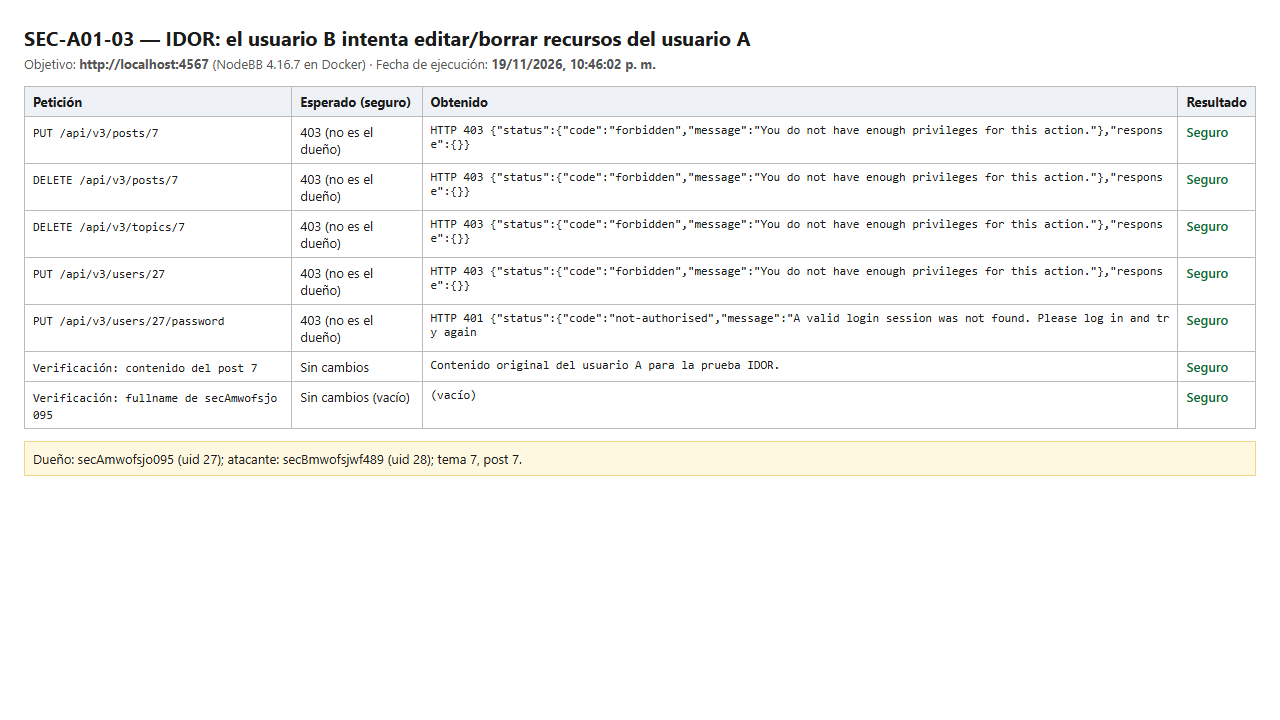 SEC-A01-03 — IDOR: el usuario B intenta editar/borrar recursos del usuario A
Objetivo: http://localhost:4567 (NodeBB 4.16.7 en Docker) · Fecha de ejecución: 19/11/2026, 10:46:02 p. m.
Petición Esperado (seguro) Obtenido Resultado
PUT /api/v3/posts/7 403 (no es el HTTP 403 {"status":{"code":"forbidden","message":"You do not have enough privileges for this action."},"respons Seguro
dueño) e":{}}
DELETE /api/v3/posts/7 403 (no es el HTTP 403 {"status":{"code":"forbidden","message":"You do not have enough privileges for this action."},"respons Seguro
dueño) e":{}}
DELETE /api/v3/topics/7 403 (no es el HTTP 403 {"status":{"code":"forbidden","message":"You do not have enough privileges for this action."},"respons Seguro
dueño) e":{}}
PUT /api/v3/users/27 403 (no es el HTTP 403 {"status":{"code":"forbidden","message":"You do not have enough privileges for this action."},"respons Seguro
dueño) e":{}}
PUT /api/v3/users/27/password 403 (no es el HTTP 401 {"status":{"code":"not-authorised","message":"A valid login session was not found. Please log in and tr Seguro
dueño) y again
Verificación: contenido del post 7 Sin cambios Contenido original del usuario A para la prueba IDOR. Seguro
Verificación: fullname de secAmwofsjo Sin cambios (vacío) (vacío) Seguro
095
Dueño: secAmwofsjo095 (uid 27); atacante: secBmwofsjwf489 (uid 28); tema 7, post 7.